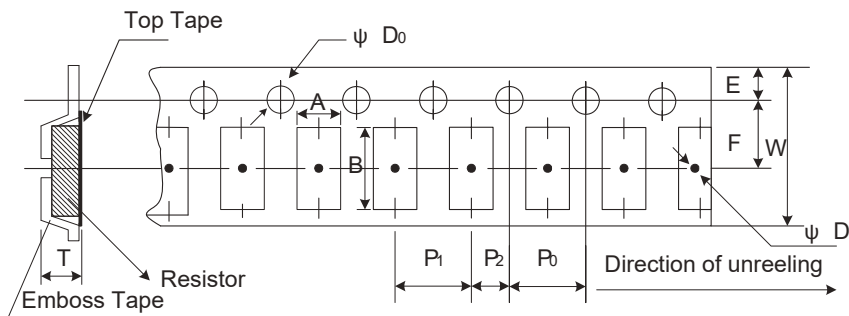 Top Tape
ψ D0
E
A
F
W
B
ψ D
T
P1
P2
P0
Resistor
Direction of unreeling
Emboss Tape